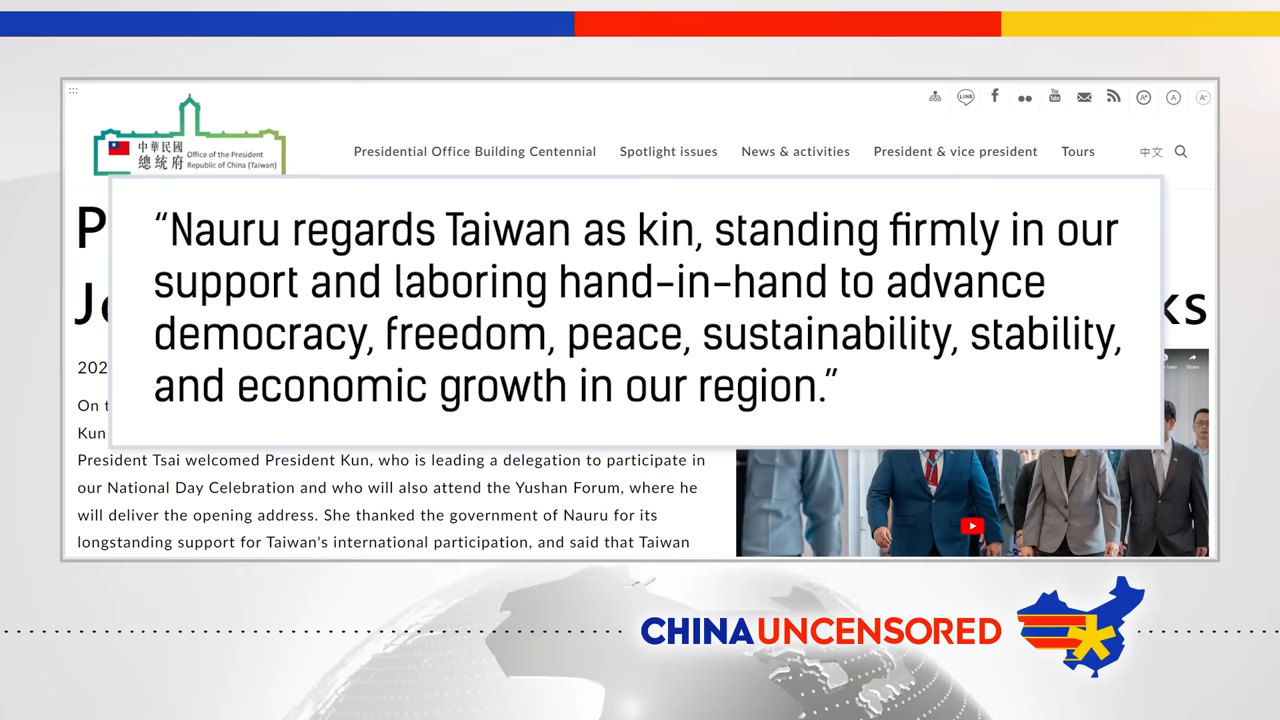 中華民國
總統府
Office of the President
Republic of China (Taiwan)
Presidential Office Building Centennial
Spotlight issues
News & activities
President & vice president
Tours
中文
“Nauru regards Taiwan as kin, standing firmly in our
support and laboring hand-in-hand to advance
democracy, freedom, peace, sustainability, stability,
and economic growth in our region.”
202
On t
Kun
President Tsai welcomed President Kun, who is leading a delegation to participate in
our National Day Celebration and who will also attend the Yushan Forum, where he
will deliver the opening address. She thanked the government of Nauru for its
longstanding support for Taiwan's international participation, and said that Taiwan
CHINA UNCENSORED